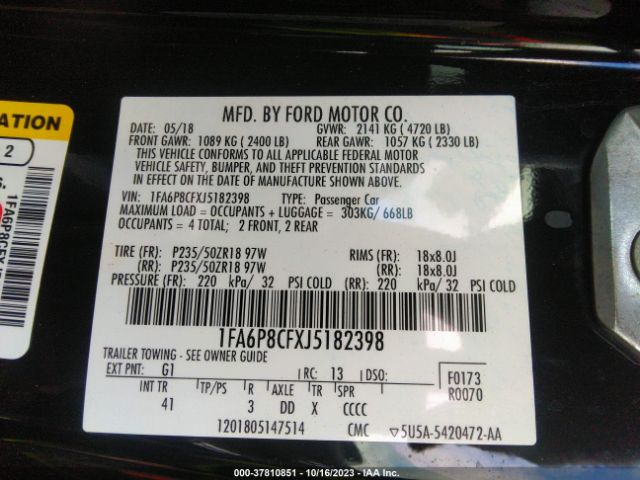 MFD. BY FORD MOTOR CO.
DATE: 05/18 GVWR: 2141 KG ( 4720 LB)
FRONT GAWR: 1089 KG ( 2400 LB) REAR GAWR: 1057 KG ( 2330 LB)
THIS VEHICLE CONFORMS TO ALL APPLICABLE FEDERAL MOTOR
VEHICLE SAFETY, BUMPER, AND THEFT PREVENTION STANDARDS
IN EFFECT ON THE DATE OF MANUFACTURE SHOWN ABOVE.
VIN: 1FA6P8CFXJ5182398 TYPE: Passenger Car
MAXIMUM LOAD = OCCUPANTS + LUGGAGE = 303KG/ 668LB
OCCUPANTS = 4 TOTAL; 2 FRONT, 2 REAR
TIRE (FR): P235/50ZR18 97W RIMS (FR): 18x8.0J
(RR): P235/50ZR18 97W (RR): 18x8.0J
PRESSURE (FR): 220 kPa/ 32 PSI COLD (RR): 220 kPa/ 32 PSI COLD
1FA6P8CFXJ5182398
TRAILER TOWING - SEE OWNER GUIDE
EXT PNT: G1 RC: 13 DSO: F0173
INT TR TP/PS R AXLE TR SPR R0070
41 3 DD X CCCC
1201805147514 CMC ▽5U5A-5420472-AA
ATION
2
1FA6P8CF
000-37810851 | 10/16/2023 | IAA Inc.